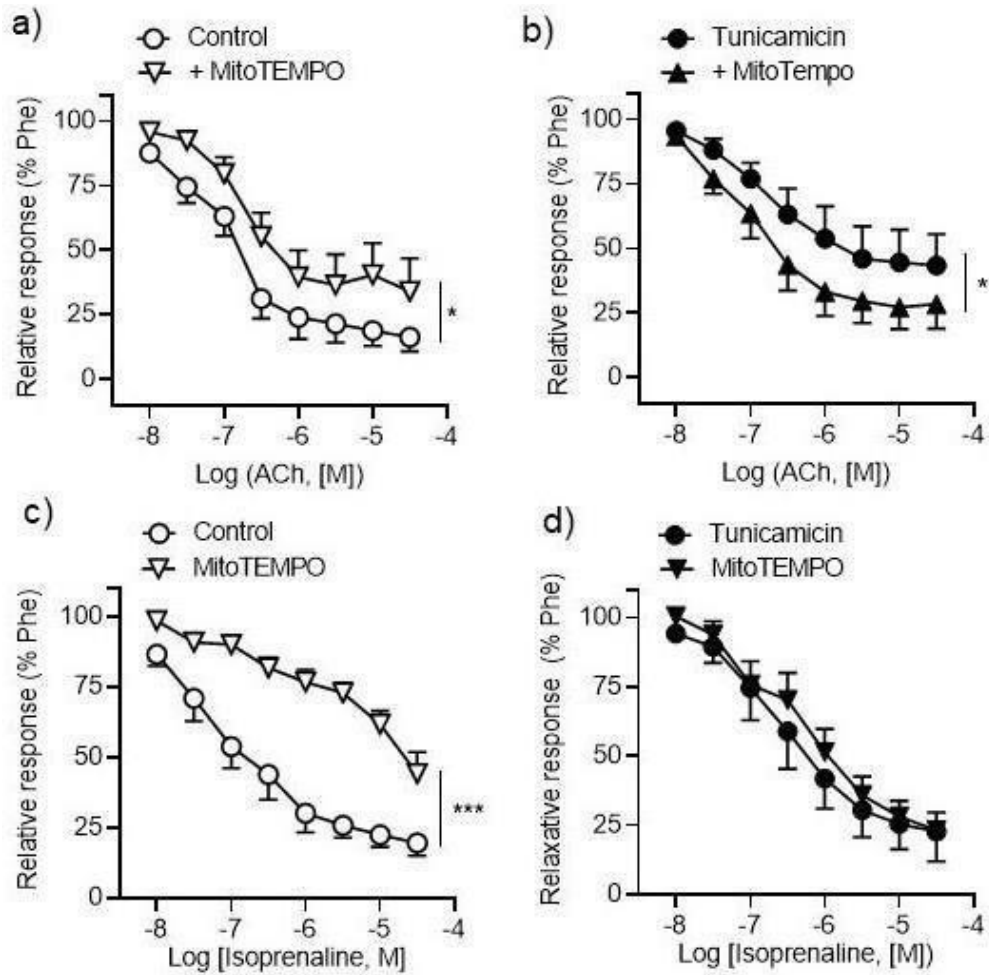 a)
Control
+ MitoTEMPO
Relative response (% Phe)
100
75
50
25
0
*
-8 -7 -6 -5 -4
Log (ACh, [M])
b)
Tunicamicin
+ MitoTempo
Relative response (% Phe)
100
75
50
25
0
*
-8 -7 -6 -5 -4
Log (ACh, [M])
c)
Control
MitoTEMPO
Relative response (% Phe)
100
75
50
25
0
***
-8 -7 -6 -5 -4
Log [Isoprenaline, M]
d)
Tunicamicin
MitoTEMPO
Relaxative response (% Phe)
100
75
50
25
0
-8 -7 -6 -5 -4
Log [Isoprenaline, [M])